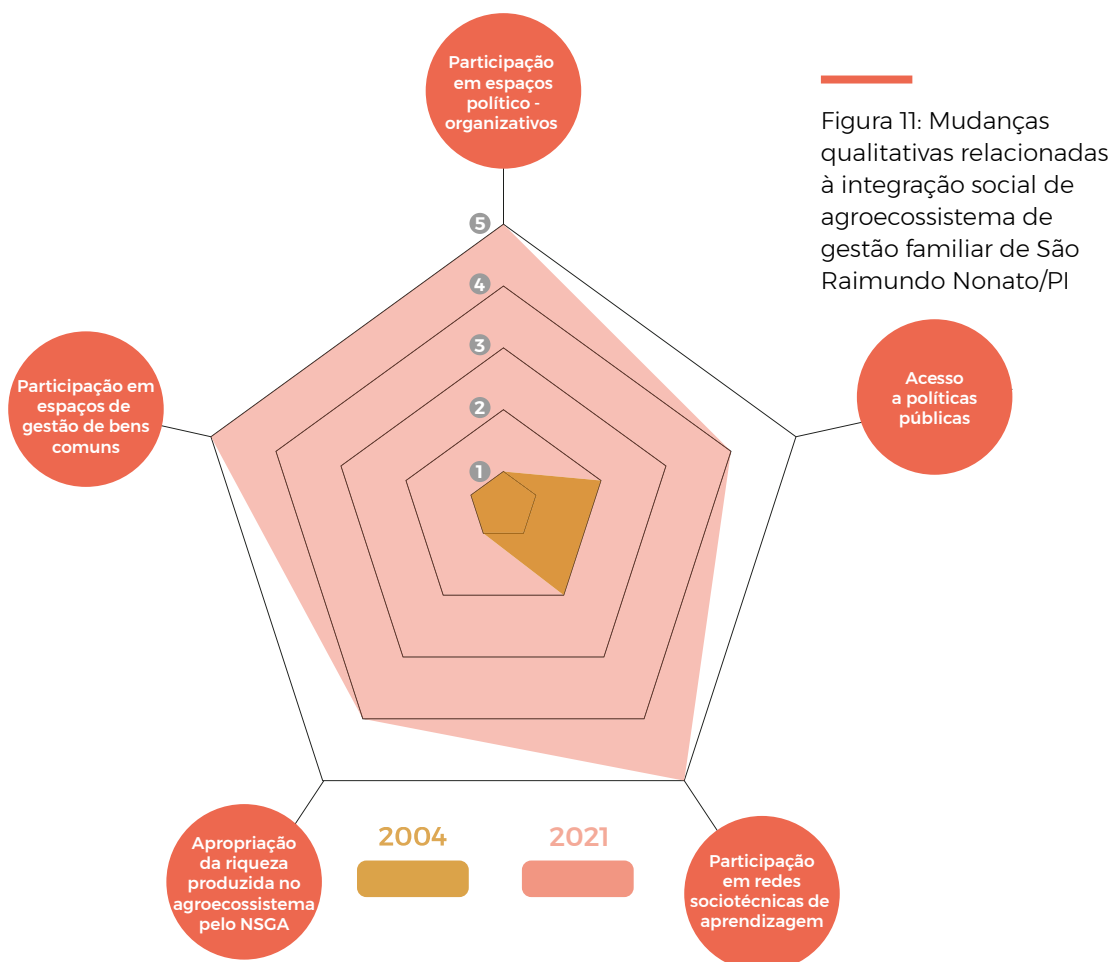 Participação
em espaços
político -
organizativos
Figura 11: Mudanças
qualitativas relacionadas
à integração social de
agroecossistema de
gestão familiar de São
Raimundo Nonato/PI
5
4
3
2
1
Participação em
espaços de
gestão de bens
comuns
Acesso
a políticas
públicas
Apropriação
da riqueza
produzida no
agroecossistema
pelo NSGA
2004
2021
Participação
em redes
sociotécnicas de
aprendizagem